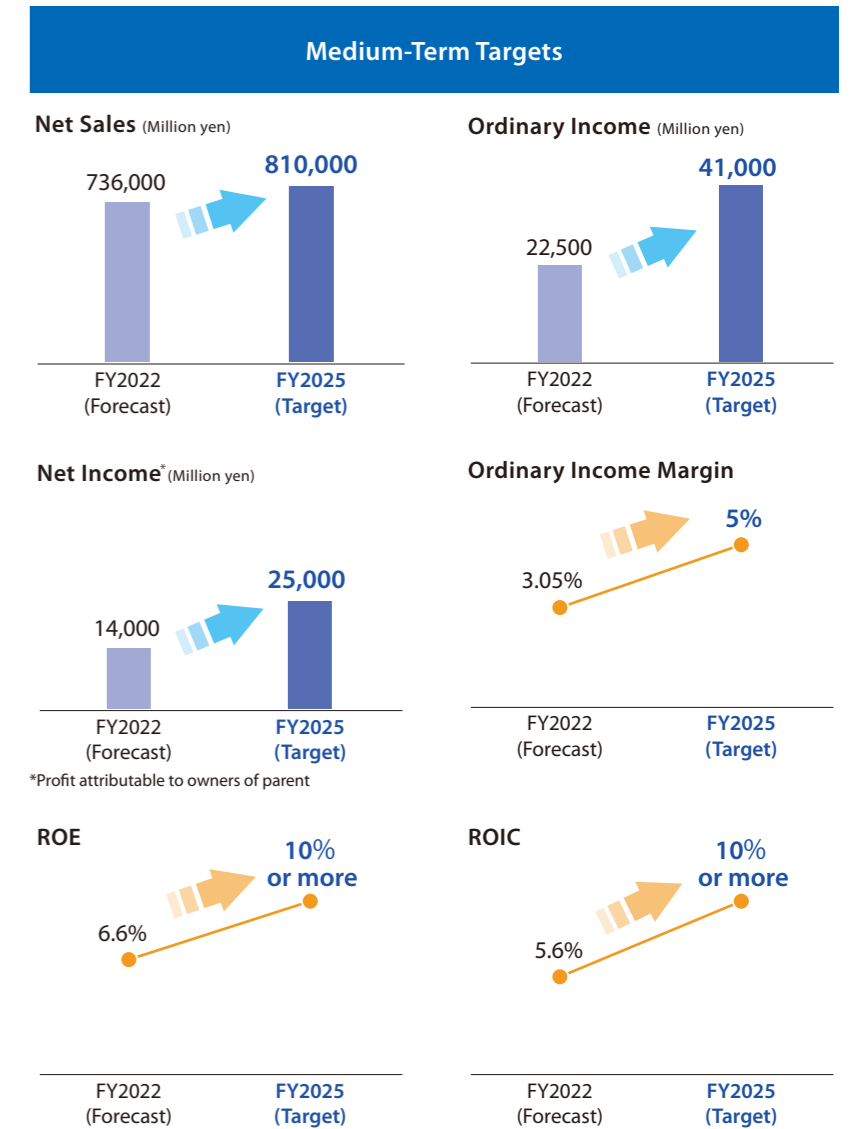 Medium-Term Targets
Net Sales (Million yen)
736,000
810,000
FY2022
(Forecast)
FY2025
(Target)
Ordinary Income (Million yen)
22,500
41,000
FY2022
(Forecast)
FY2025
(Target)
Net Income* (Million yen)
14,000
25,000
FY2022
(Forecast)
FY2025
(Target)
*Profit attributable to owners of parent
Ordinary Income Margin
3.05%
5%
FY2022
(Forecast)
FY2025
(Target)
ROE
6.6%
10%
or more
FY2022
(Forecast)
FY2025
(Target)
ROIC
5.6%
10%
or more
FY2022
(Forecast)
FY2025
(Target)